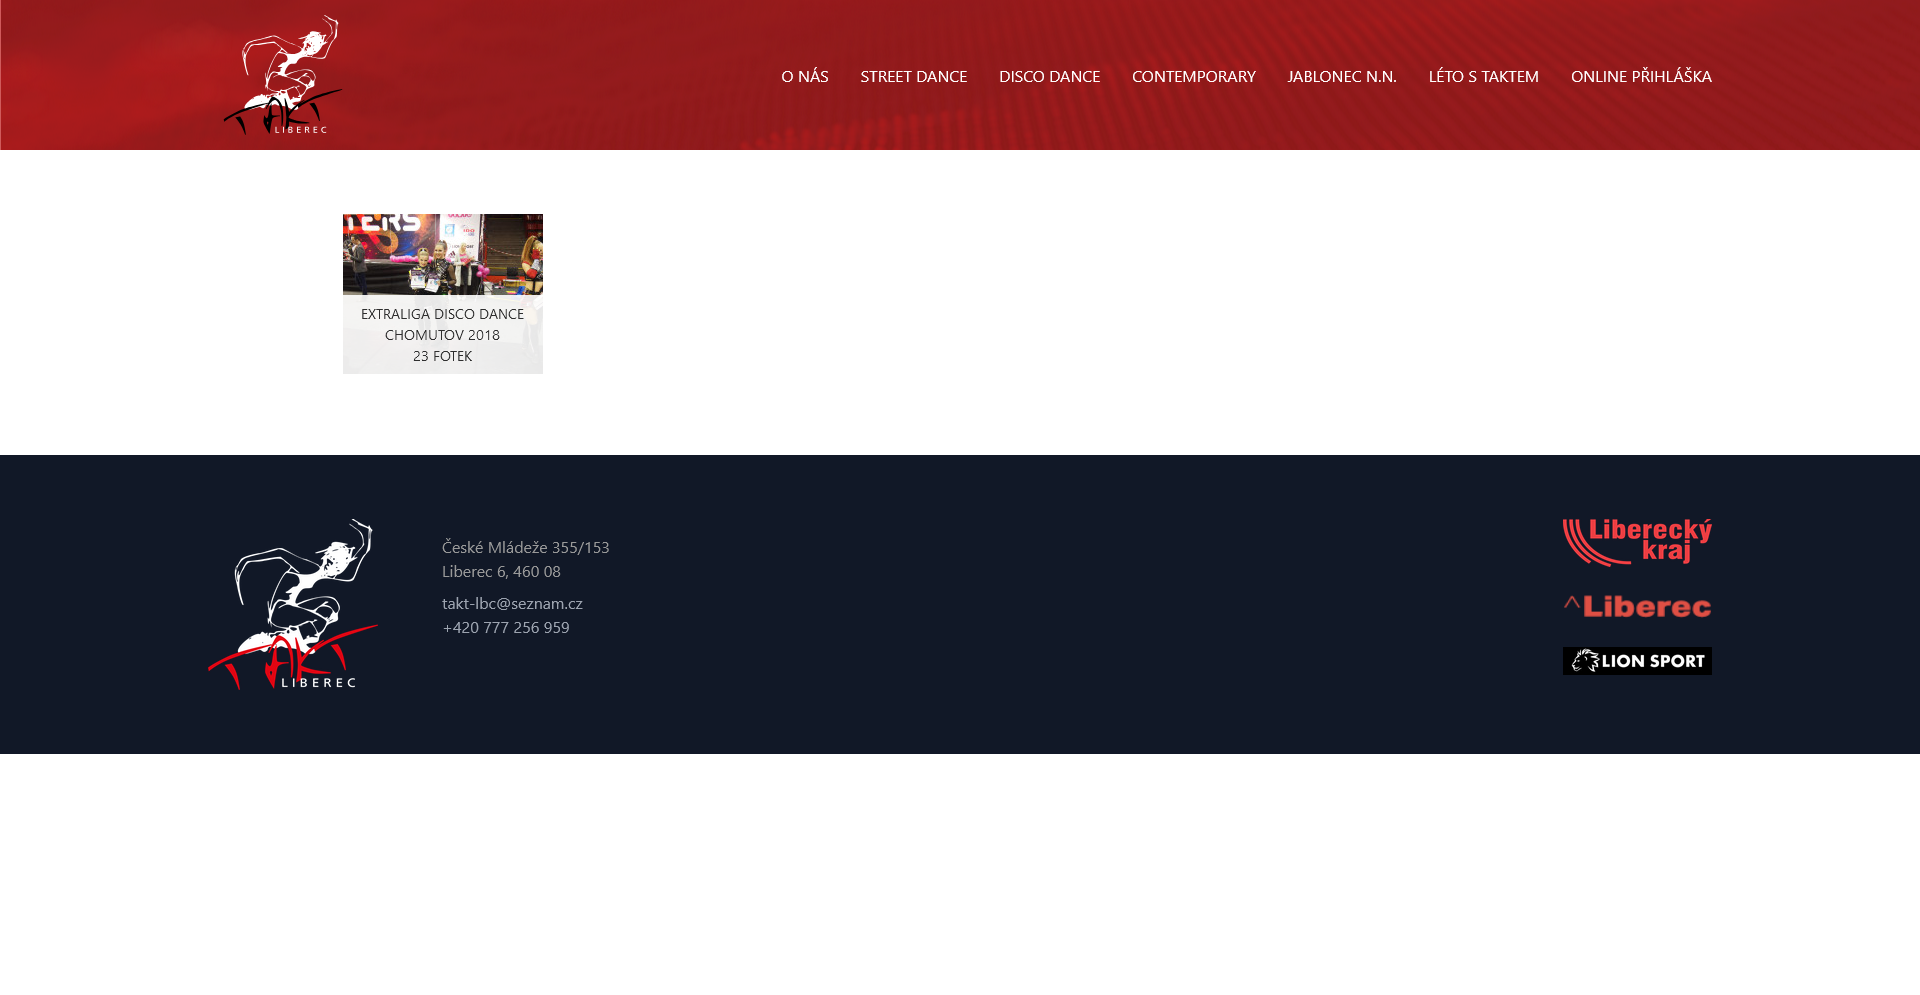 TAKT
LIBEREC
O NÁS
STREET DANCE
DISCO DANCE
CONTEMPORARY
JABLONEC N.N.
LÉTO S TAKTEM
ONLINE PŘIHLÁŠKA
TERS
EXTRALIGA DISCO DANCE
CHOMUTOV 2018
23 FOTEK
TAKT
LIBEREC
České Mládeže 355/153
Liberec 6, 460 08
takt-lbc@seznam.cz
+420 777 256 959
Liberecký
kraj
Liberec
LION SPORT